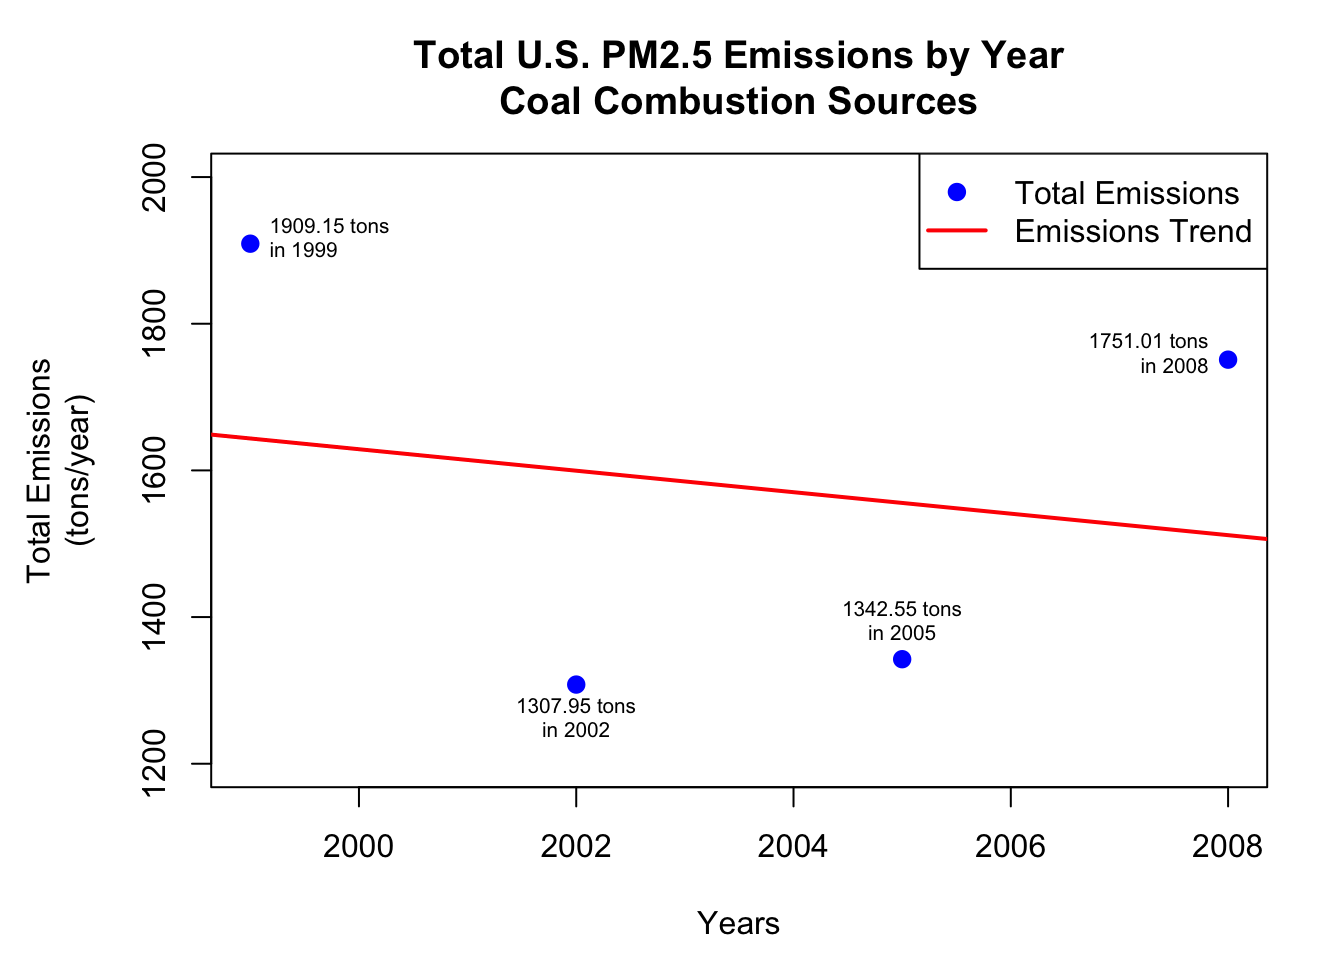 Total U.S. PM2.5 Emissions by Year
Coal Combustion Sources
Total Emissions
(tons/year)
2000
1800
1600
1400
1200
Total Emissions
Emissions Trend
1909.15 tons
in 1999
1751.01 tons
in 2008
1342.55 tons
in 2005
1307.95 tons
in 2002
2000 2002 2004 2006 2008
Years